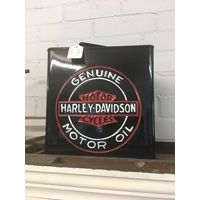 GENUINE
MOTOR
HARLEY-DAVIDSON
CYCLES
MOTOR OIL